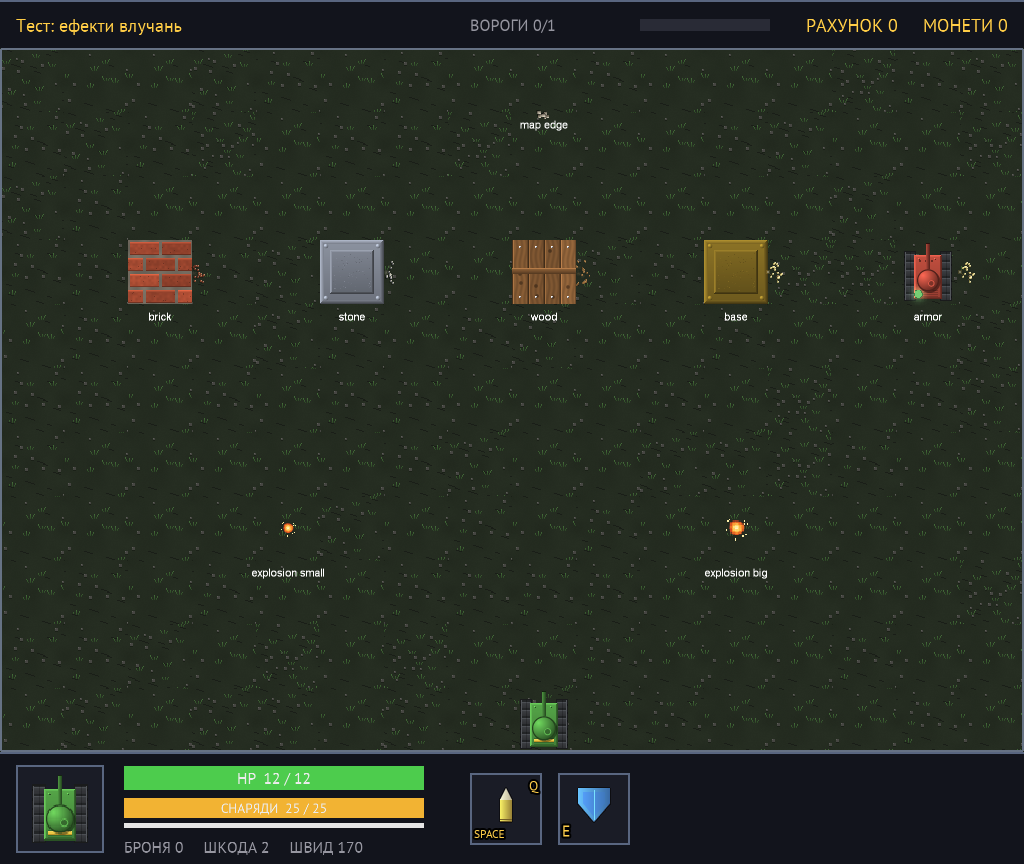 Тест: ефекти влучань
ВОРОГИ 0/1
РАХУНОК 0
МОНЕТИ 0
map edge
brick
stone
wood
base
armor
explosion small
explosion big
HP 12 / 12
СНАРЯДИ 25 / 25
БРОНЯ 0
ШКОДА 2
ШВИД 170
Q
SPACE
E